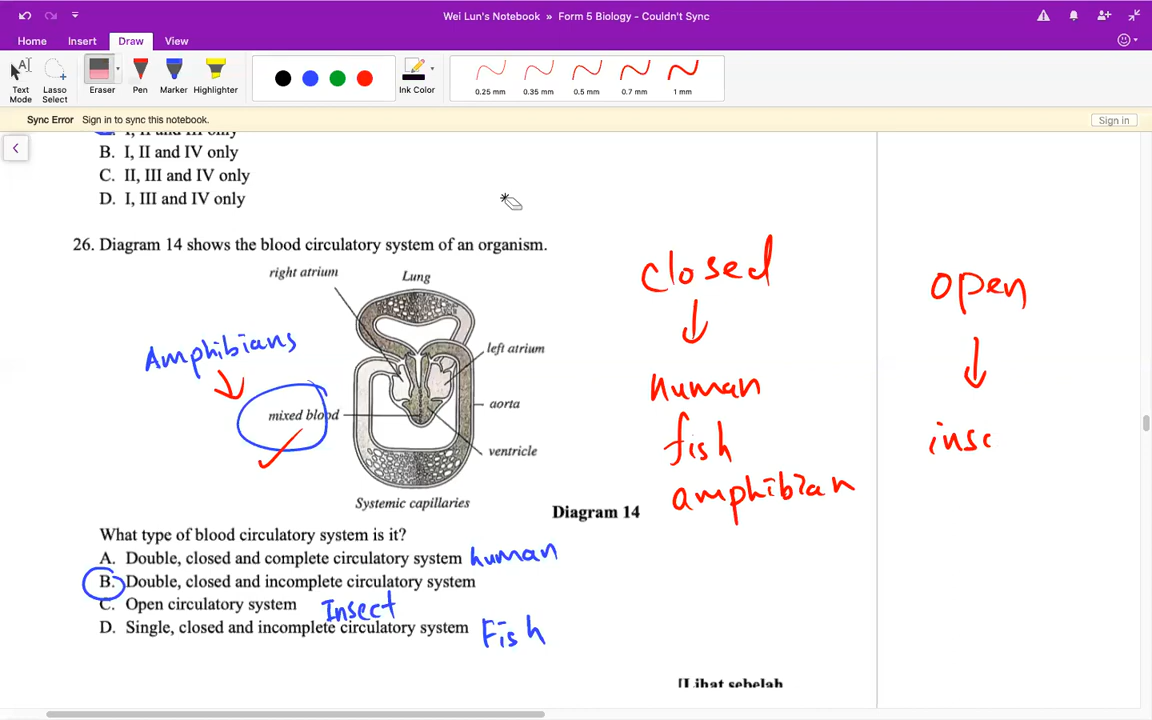 Wei Lun's Notebook » Form 5 Biology - Couldn't Sync
Home Insert Draw View
Text Mode
Lasso Select
Eraser
Pen
Marker
Highlighter
Ink Color
0.25 mm 0.35 mm 0.5 mm 0.7 mm 1 mm
Sync Error Sign in to sync this notebook.
Sign in
I, II and III only
B. I, II and IV only
C. II, III and IV only
D. I, III and IV only
26. Diagram 14 shows the blood circulatory system of an organism.
right atrium
Lung
left atrium
mixed blood
aorta
ventricle
Systemic capillaries
Diagram 14
Amphibians
closed
human
fish
amphibian
open
insc
What type of blood circulatory system is it?
A. Double, closed and complete circulatory system human
B. Double, closed and incomplete circulatory system
C. Open circulatory system Insect
D. Single, closed and incomplete circulatory system Fish
[Lihat sebelah